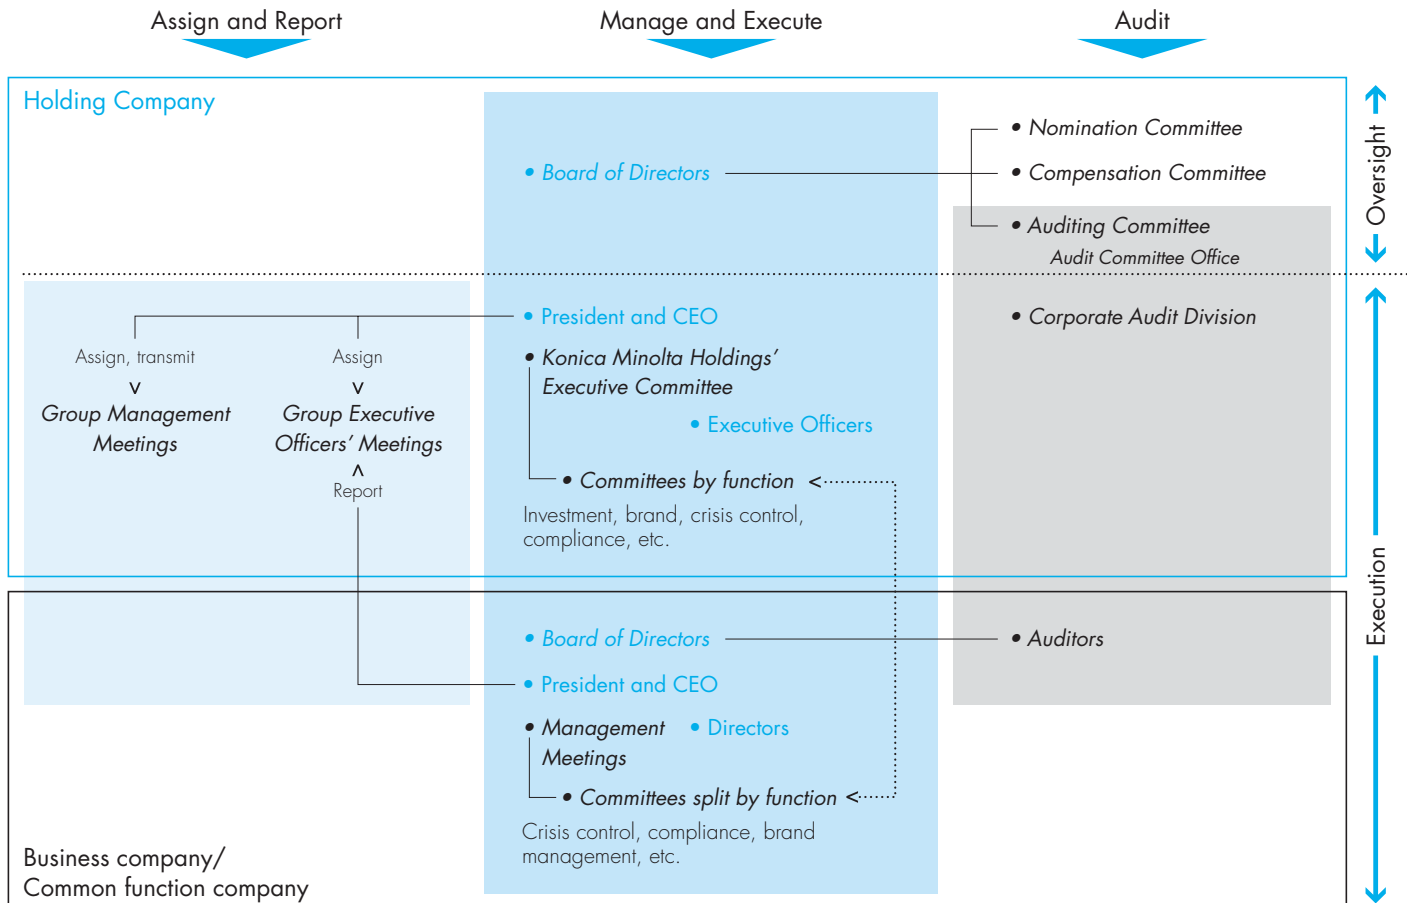 Assign and Report
Manage and Execute
Audit
Holding Company
• Board of Directors
• Nomination Committee
• Compensation Committee
• Auditing Committee
Audit Committee Office
Oversight
• President and CEO
• Corporate Audit Division
Assign, transmit
Assign
Group Management
Meetings
Group Executive
Officers' Meetings
Report
• Konica Minolta Holdings'
Executive Committee
• Executive Officers
• Committees by function
Investment, brand, crisis control,
compliance, etc.
Execution
• Board of Directors
• Auditors
• President and CEO
• Management
Meetings
• Directors
• Committees split by function
Crisis control, compliance, brand
management, etc.
Business company/
Common function company